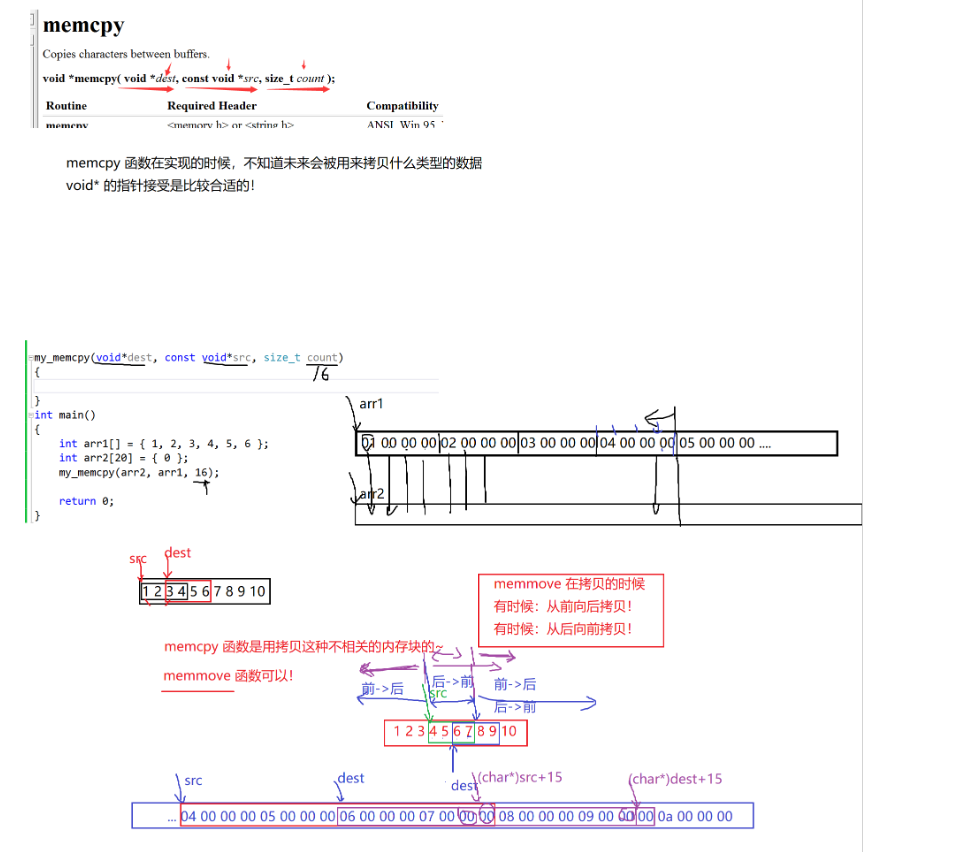 memcpy
Copies characters between buffers.
void *memcpy( void *dest, const void *src, size_t count );
Routine Required Header Compatibility
memcpy <memory.h> or <string.h> ANSI, Win 95,
memcpy 函数在实现的时候，不知道未来会被用来拷贝什么类型的数据
void* 的指针接受是比较合适的！
my_memcpy(void*dest, const void*src, size_t count)
16
{
}
int main()
{
int arr1[] = { 1, 2, 3, 4, 5, 6 };
int arr2[20] = { 0 };
my_memcpy(arr2, arr1, 16);
return 0;
}
arr1
01 00 00 00 02 00 00 00 03 00 00 00 04 00 00 00 05 00 00 00 ....
arr2
src dest
1 2 3 4 5 6 7 8 9 10
memmove 在拷贝的时候
有时候：从前向后拷贝！
有时候：从后向前拷贝！
memcpy 函数是用拷贝这种不相关的内存块的~
memmove 函数可以！
前->后 后->前 前->后
src 后->前
1 2 3 4 5 6 7 8 9 10
src dest dest (char*)src+15 (char*)dest+15
... 04 00 00 00 05 00 00 00 06 00 00 00 07 00 00 00 08 00 00 00 09 00 00 00 0a 00 00 00